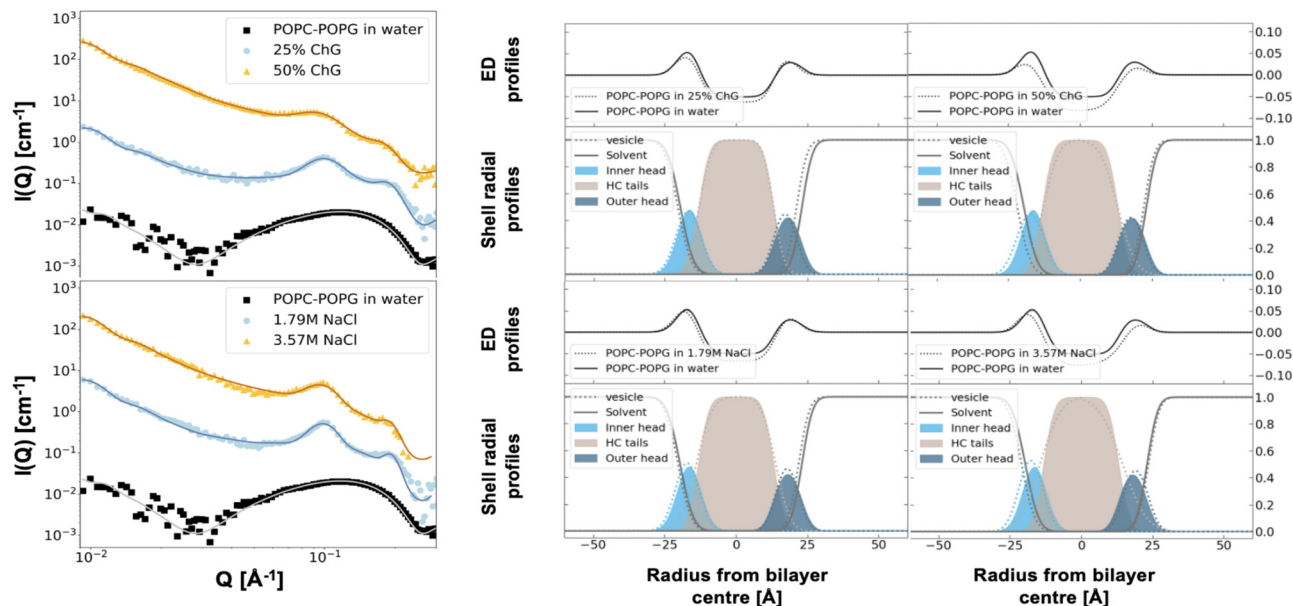 10³
10²
10¹
10⁰
10⁻¹
10⁻²
10⁻³
I(Q) [cm⁻¹]
POPC-POPG in water
25% ChG
50% ChG
10³
10²
10¹
10⁰
10⁻¹
10⁻²
10⁻³
I(Q) [cm⁻¹]
POPC-POPG in water
1.79M NaCl
3.57M NaCl
10⁻²
10⁻¹
Q [Å⁻¹]
ED
profiles
POPC-POPG in 25% ChG
POPC-POPG in water
POPC-POPG in 50% ChG
POPC-POPG in water
0.05
0.00
−0.05
−0.10
Shell radial
profiles
vesicle
Solvent
Inner head
HC tails
Outer head
vesicle
Solvent
Inner head
HC tails
Outer head
1.0
0.8
0.6
0.4
0.2
0.0
ED
profiles
POPC-POPG in 1.79M NaCl
POPC-POPG in water
POPC-POPG in 3.57M NaCl
POPC-POPG in water
0.10
0.05
0.00
−0.05
−0.10
Shell radial
profiles
vesicle
Solvent
Inner head
HC tails
Outer head
vesicle
Solvent
Inner head
HC tails
Outer head
1.0
0.8
0.6
0.4
0.2
0.0
−50
−25
0
25
50
−50
−25
0
25
50
Radius from bilayer
centre [Å]
Radius from bilayer
centre [Å]